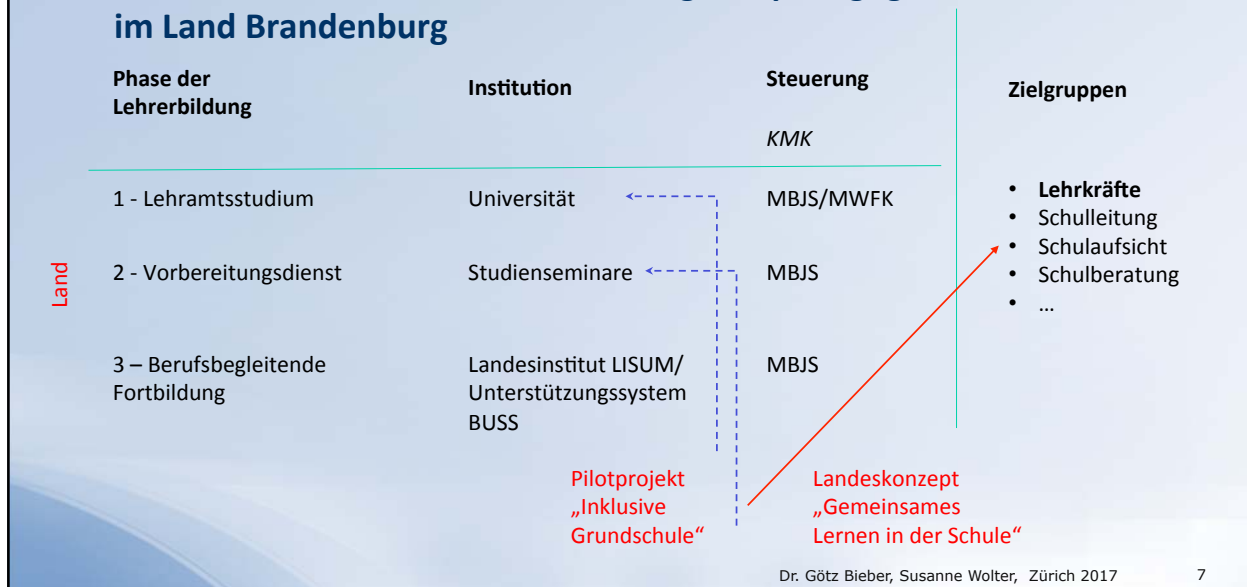 im Land Brandenburg
Phase der
Lehrerbildung
Institution
Steuerung
KMK
Zielgruppen
Land
1 - Lehramtsstudium
Universität
MBJS/MWFK
2 - Vorbereitungsdienst
Studienseminare
MBJS
3 – Berufsbegleitende
Fortbildung
Landesinstitut LISUM/
Unterstützungssystem
BUSS
MBJS
• Lehrkräfte
• Schulleitung
• Schulaufsicht
• Schulberatung
• ...
Pilotprojekt
„Inklusive
Grundschule“
Landeskonzept
„Gemeinsames
Lernen in der Schule“
Dr. Götz Bieber, Susanne Wolter, Zürich 2017
7